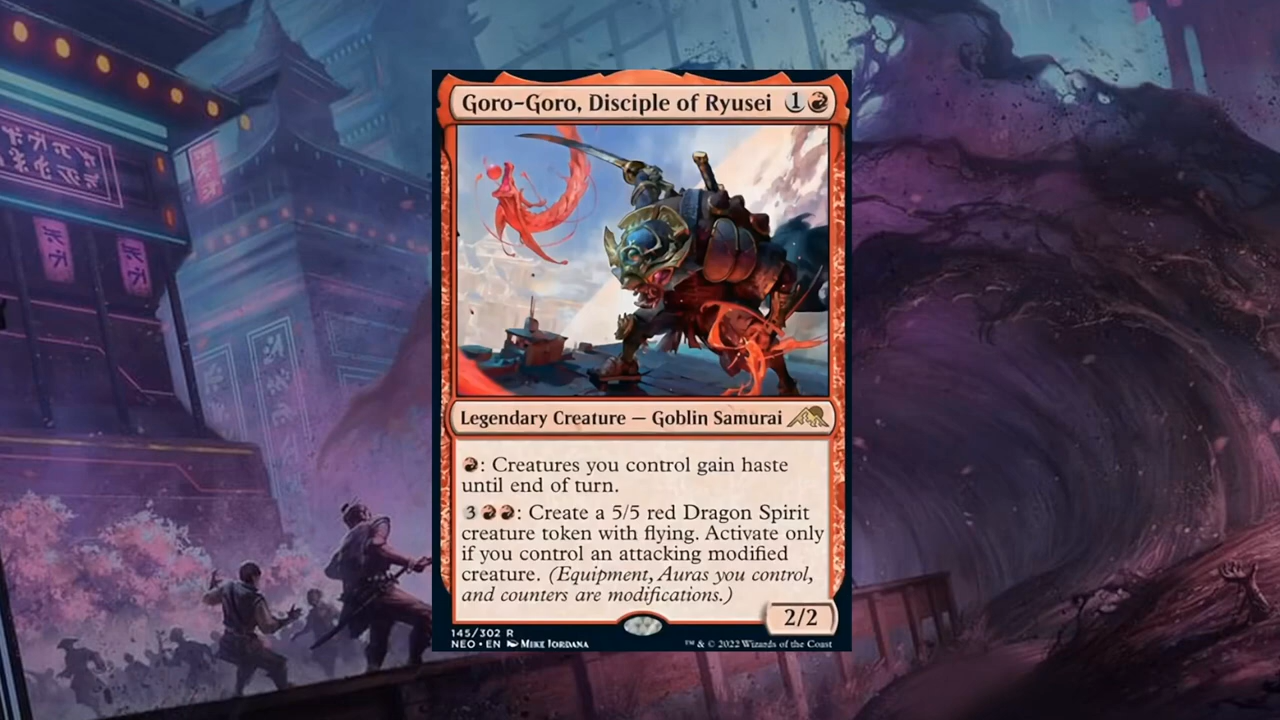 Goro-Goro, Disciple of Ryusei 1
Legendary Creature — Goblin Samurai
: Creatures you control gain haste
until end of turn.
3 : Create a 5/5 red Dragon Spirit
creature token with flying. Activate only
if you control an attacking modified
creature. (Equipment, Auras you control,
and counters are modifications.)
2/2
145/302 R
NEO • EN Mike Jordana
™ & © 2022 Wizards of the Coast